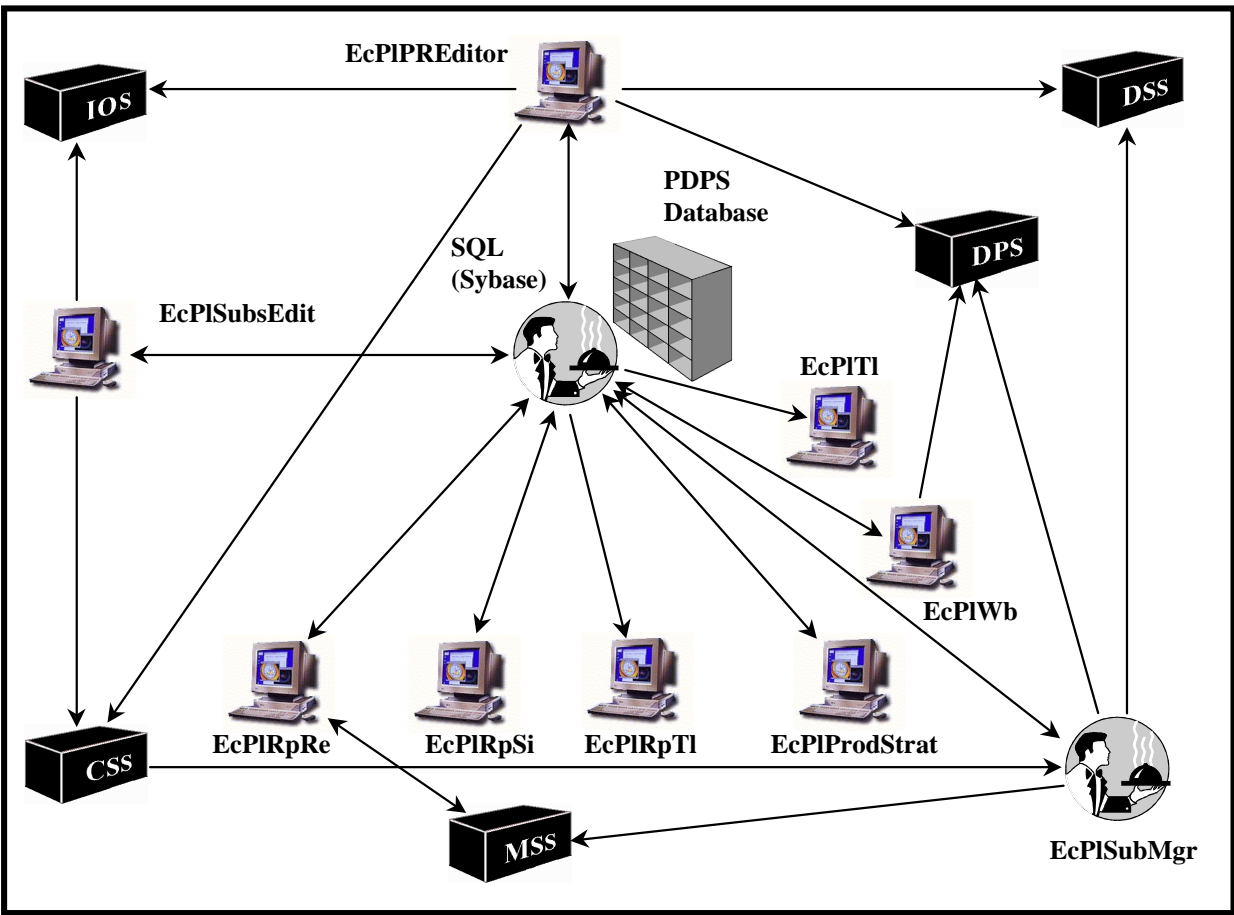 EcPlPREditor
IOS
DSS
PDPS
Database
DPS
SQL
(Sybase)
EcPlSubsEdit
EcPlTl
EcPlWb
EcPlRpRe
EcPlRpSi
EcPlRpTl
EcPlProdStrat
CSS
MSS
EcPlSubMgr